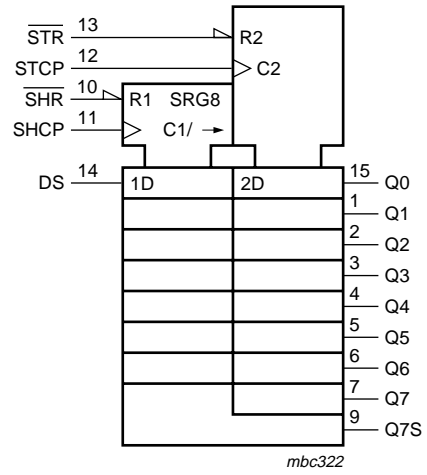 STR 13 R2
STCP 12 C2
SHR 10 R1 SRG8
SHCP 11 C1/ →
DS 14 1D 2D 15 Q0
1 Q1
2 Q2
3 Q3
4 Q4
5 Q5
6 Q6
7 Q7
9 Q7S
mbc322